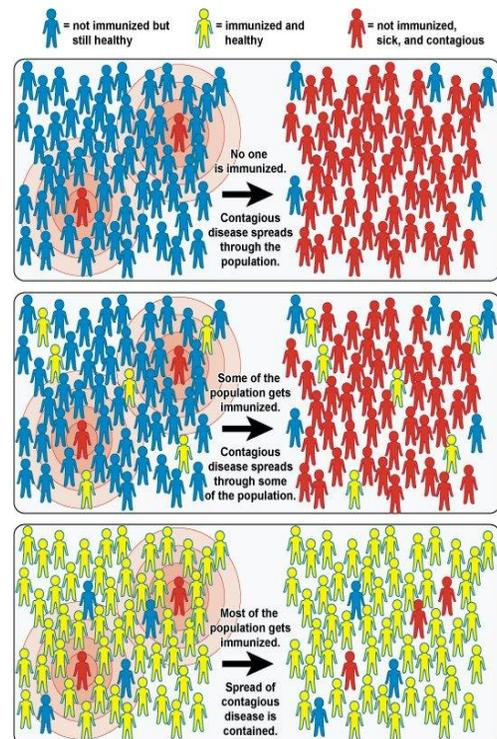 = not immunized but
still healthy
= immunized and
healthy
= not immunized,
sick, and contagious
No one
is immunized.
Contagious
disease spreads
through the
population.
Some of the
population gets
immunized.
Contagious
disease spreads
through some
of the population.
Most of the
population gets
immunized.
Spread of
contagious
disease is
contained.